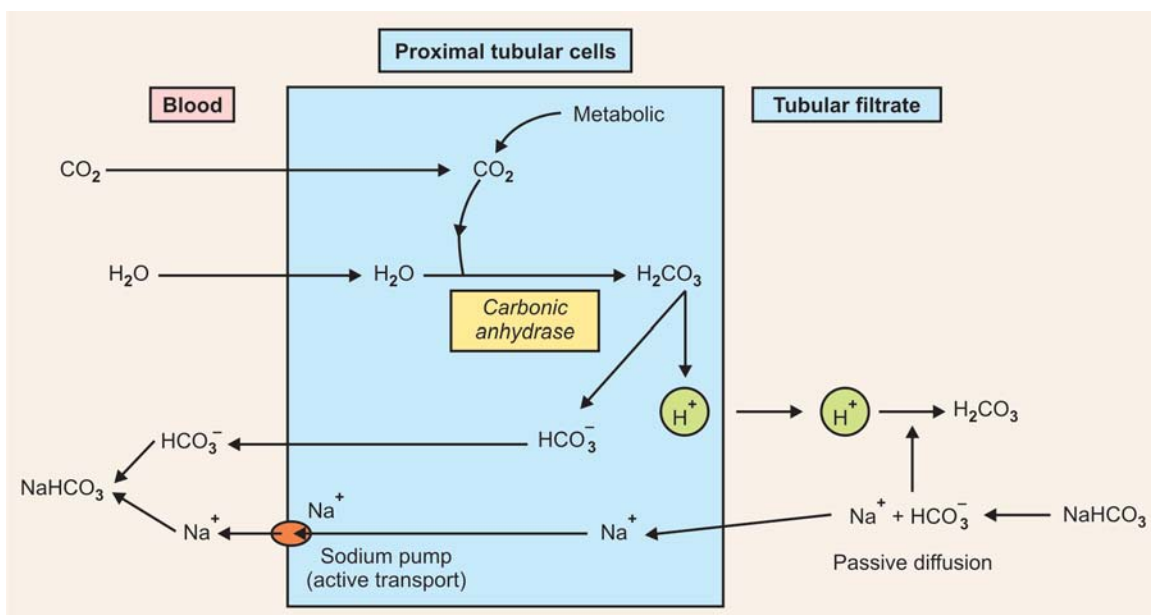 Proximal tubular cells
Blood
Tubular filtrate
Metabolic
CO₂
CO₂
H₂O
H₂O
H₂CO₃
Carbonic
anhydrase
H⁺
H⁺
H₂CO₃
HCO₃⁻
HCO₃⁻
NaHCO₃
Na⁺
Na⁺
Na⁺
Na⁺ + HCO₃⁻
NaHCO₃
Sodium pump
(active transport)
Passive diffusion